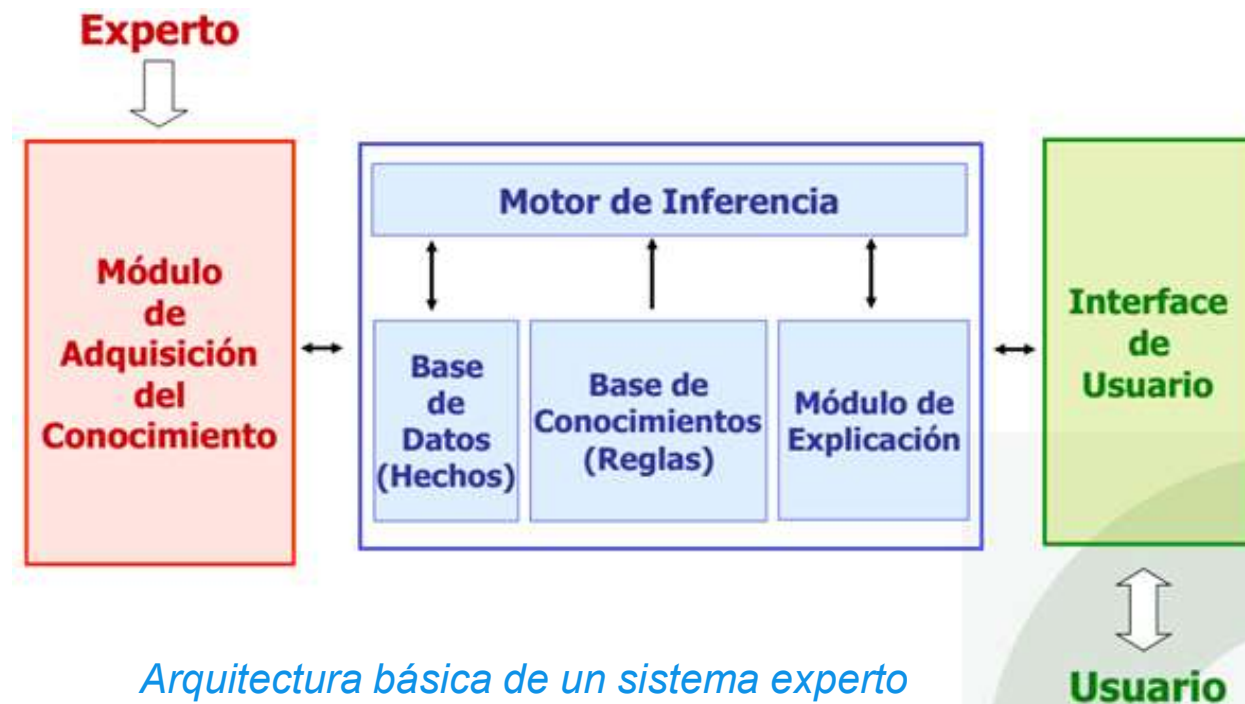 Experto
Módulo
de
Adquisición
del
Conocimiento
Motor de Inferencia
Base
de
Datos
(Hechos)
Base de
Conocimientos
(Reglas)
Módulo de
Explicación
Interface
de
Usuario
Usuario
Arquitectura básica de un sistema experto